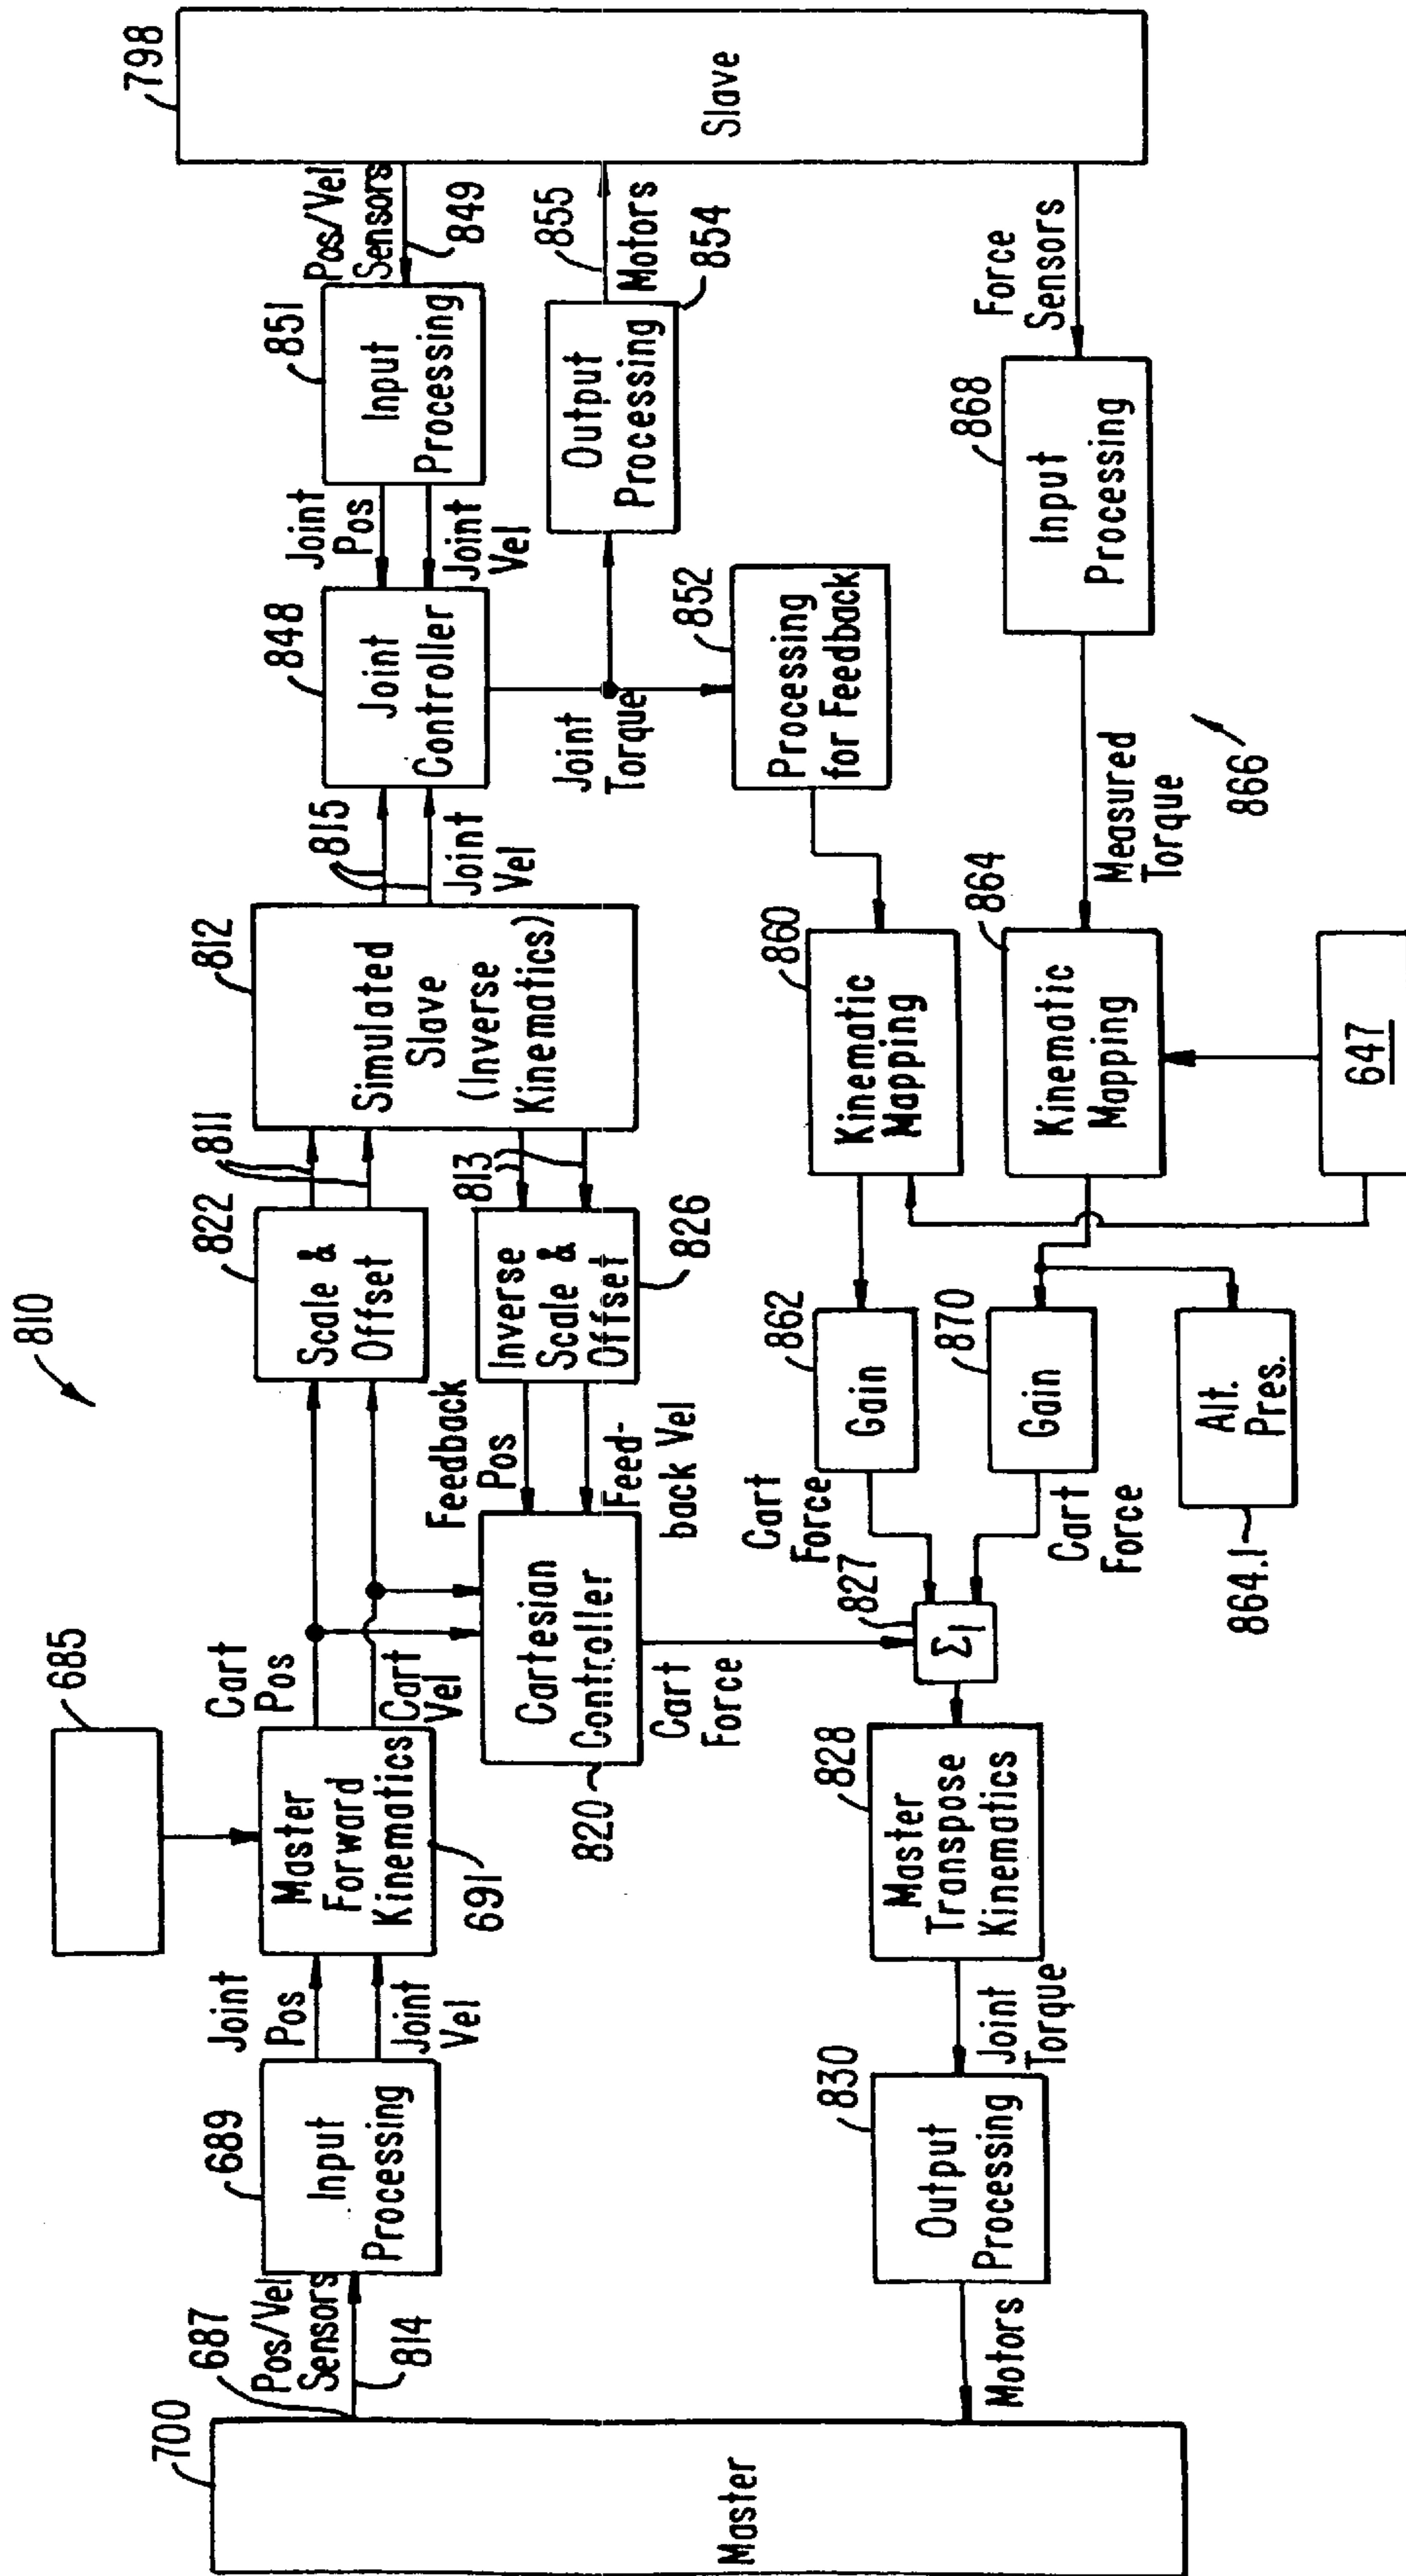 810
700
Master
687
Pos/Vel
Sensors
814
689
Input
Processing
Joint
Pos
Joint
Vel
685
Master
Forward
Kinematics
691
Cart
Pos
Cart
Vel
822
Scale &
Offset
811
812
Simulated
Slave
(Inverse
Kinematics)
813
Inverse
Scale &
Offset
826
Feedback
Pos
Feed-
back Vel
Cartesian
Controller
820
Cart
Force
815
Joint
Vel
848
Joint
Controller
Joint
Pos
Joint
Vel
851
Input
Processing
Pos/Vel
Sensors
849
798
Slave
855
Motors
Output
Processing
854
Joint
Torque
852
Processing
for Feedback
860
Kinematic
Mapping
862
Gain
Cart
Force
827
Σ
828
Master
Transpose
Kinematics
Joint
Torque
830
Output
Processing
Motors
Force
Sensors
868
Input
Processing
866
Measured
Torque
864
Kinematic
Mapping
647
870
Gain
Cart
Force
Alt.
Pres.
864.1